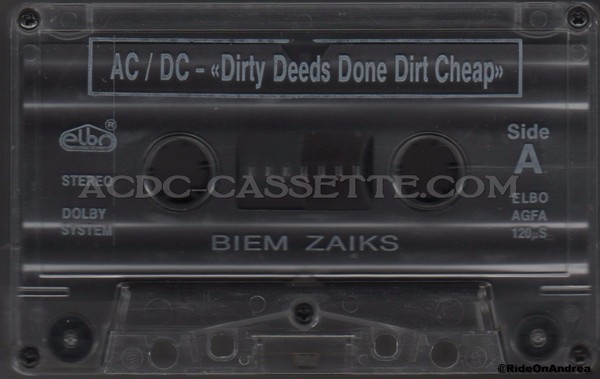 AC / DC – «Dirty Deeds Done Dirt Cheap»
elbo ®
Side
A
STEREO
ACDC-CASSETTE.COM
DOLBY
SYSTEM
ELBO
AGFA
120µS
BIEM ZAIKS
©RideOnAndrea